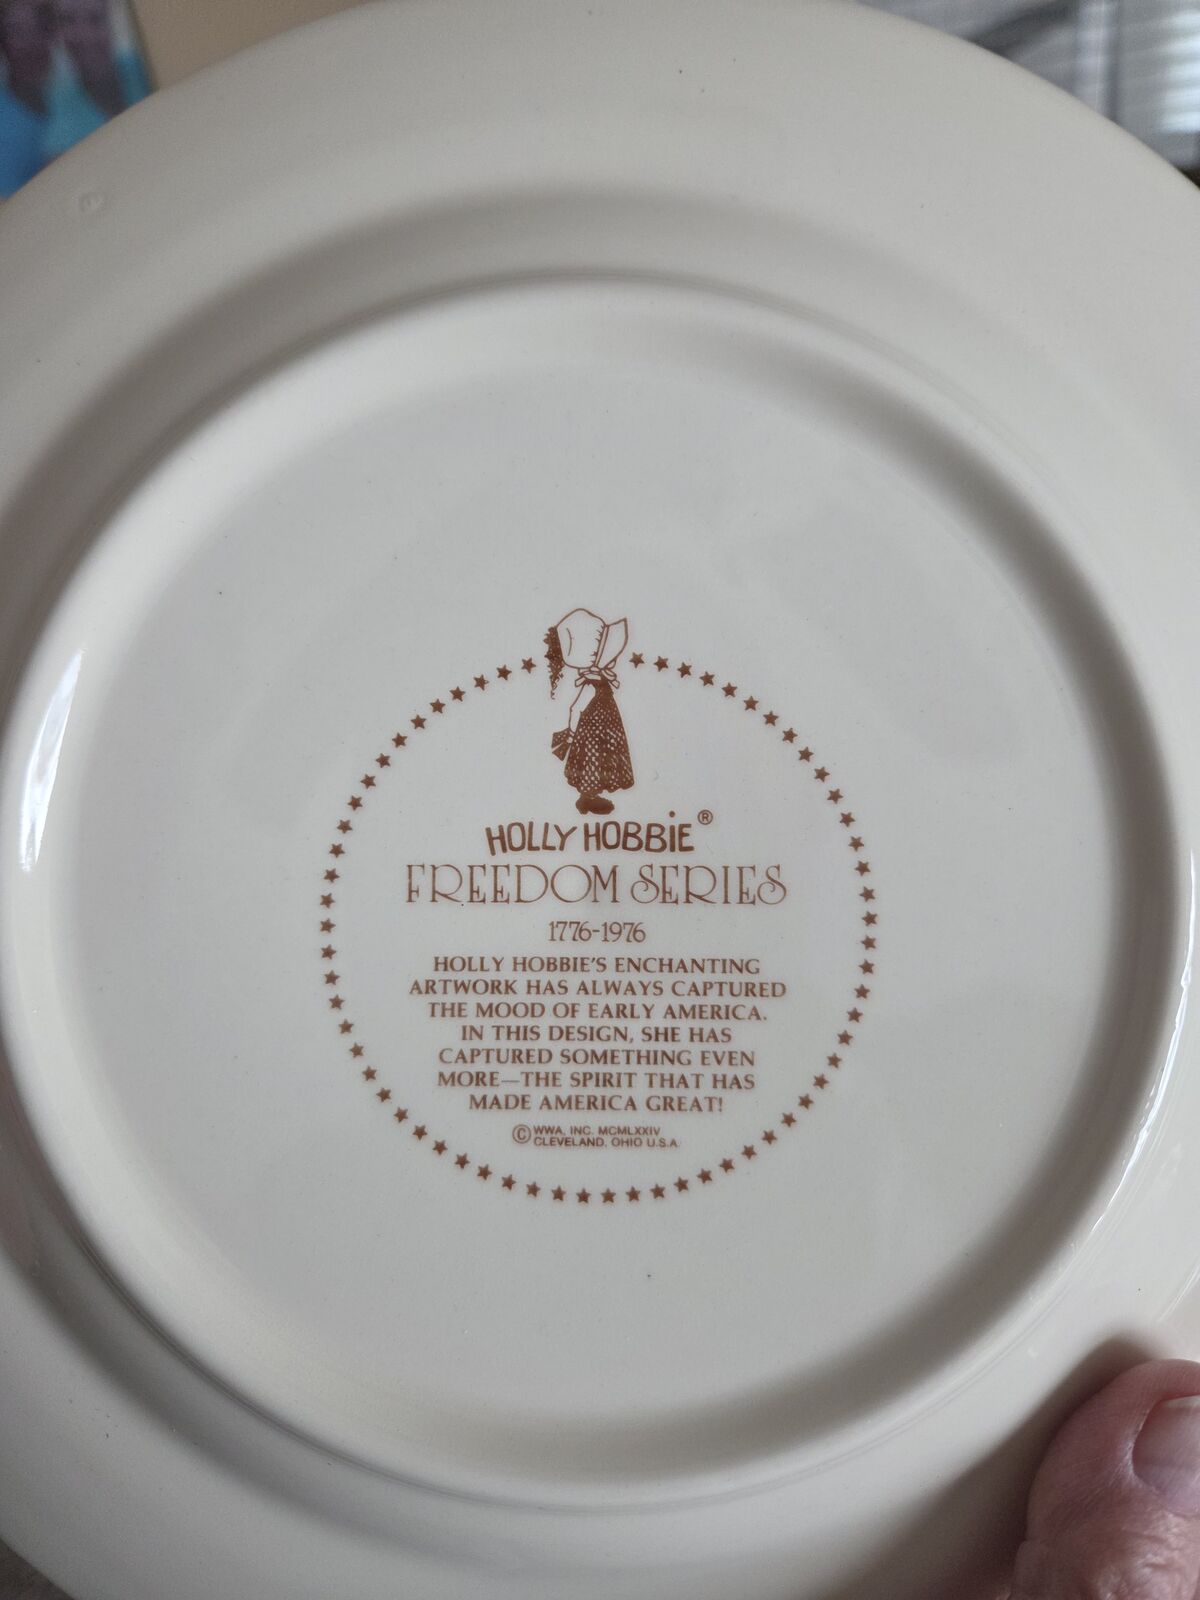 HOLLY HOBBiE®
FREEDOM SERIES
1776-1976
HOLLY HOBBIE'S ENCHANTING
ARTWORK HAS ALWAYS CAPTURED
THE MOOD OF EARLY AMERICA.
IN THIS DESIGN, SHE HAS
CAPTURED SOMETHING EVEN
MORE—THE SPIRIT THAT HAS
MADE AMERICA GREAT!
© WWA, INC. MCMLXXIV
CLEVELAND, OHIO U.S.A.